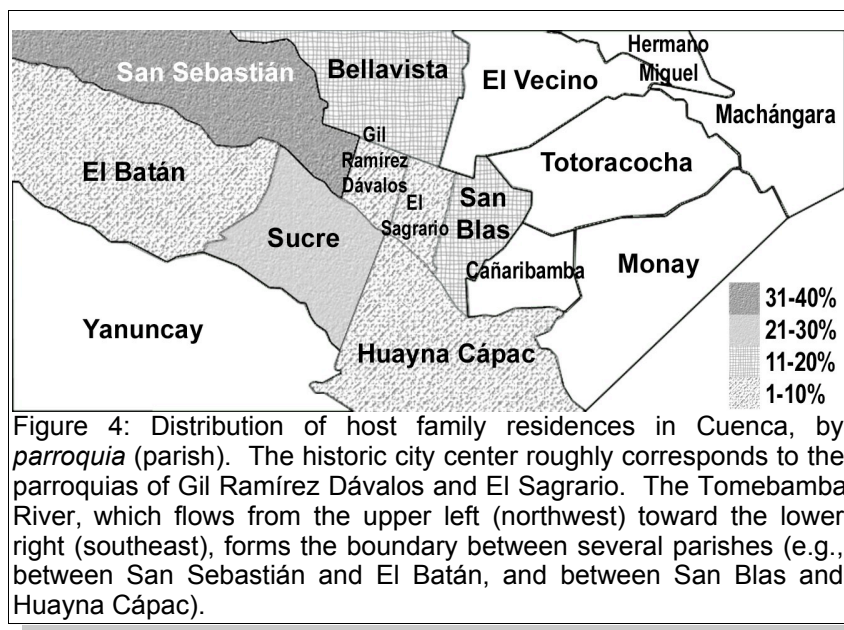 San Sebastián
Bellavista
El Vecino
Hermano
Miguel
Machángara
Gil
Ramírez
Dávalos
El Batán
Totoracocha
El
Sagrario
San
Blas
Sucre
Cañaribamba
Monay
Yanuncay
Huayna Cápac
31-40%
21-30%
11-20%
1-10%
Figure 4: Distribution of host family residences in Cuenca, by
parroquia (parish). The historic city center roughly corresponds to the
parroquias of Gil Ramírez Dávalos and El Sagrario. The Tomebamba
River, which flows from the upper left (northwest) toward the lower
right (southeast), forms the boundary between several parishes (e.g.,
between San Sebastián and El Batán, and between San Blas and
Huayna Cápac).